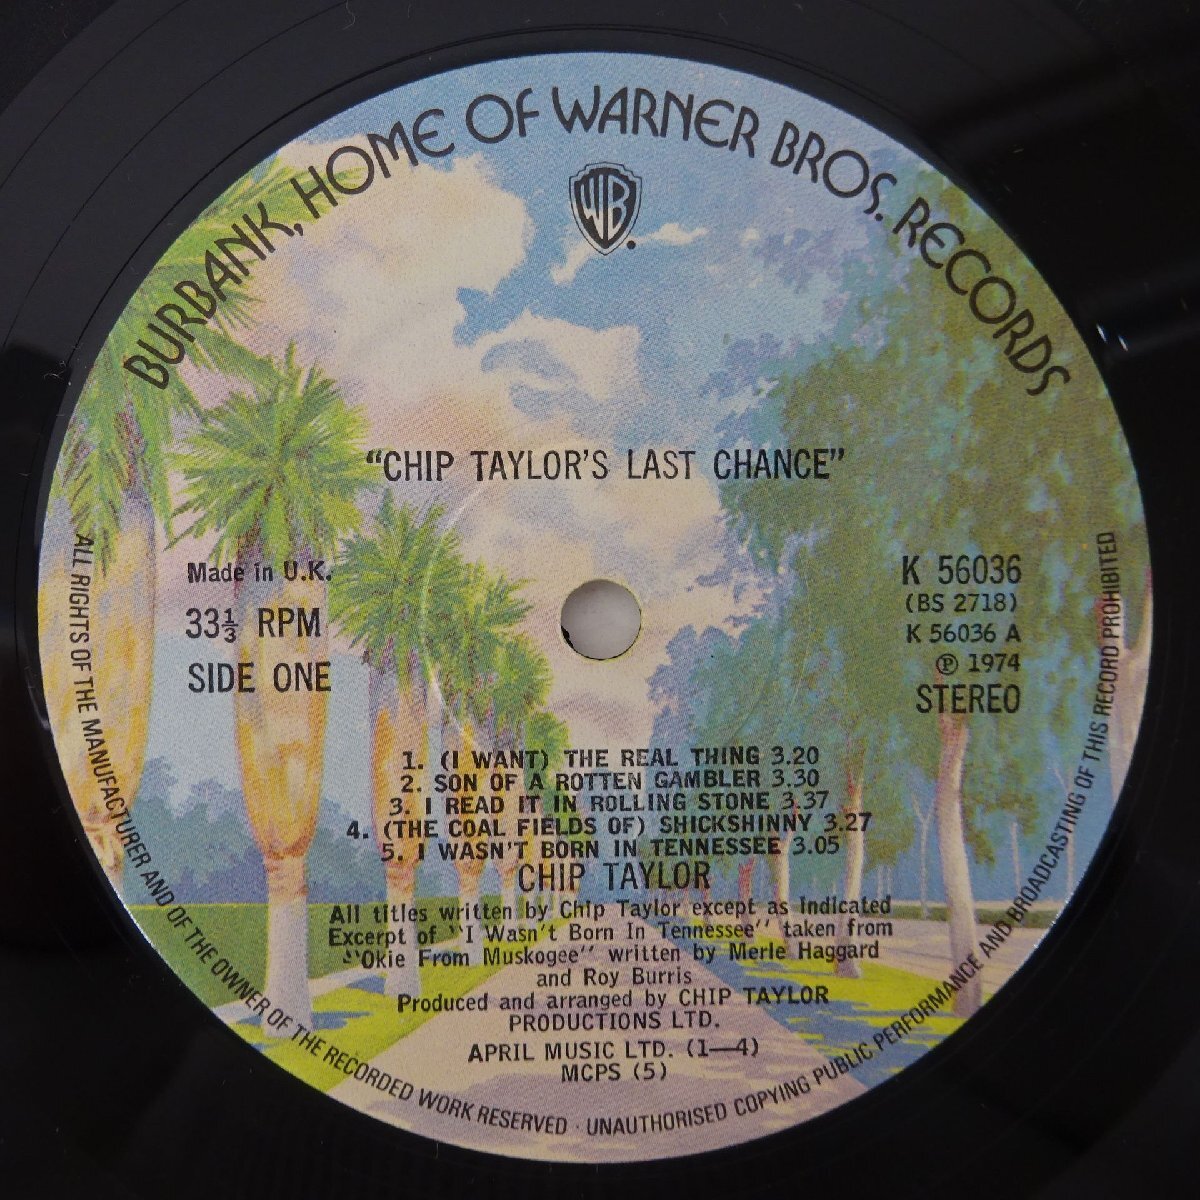 BURBANK, HOME OF WARNER BROS. RECORDS
WB
“CHIP TAYLOR'S LAST CHANCE”
Made in U.K.
33⅓ RPM
SIDE ONE
K 56036
(BS 2718)
K 56036 A
℗ 1974
STEREO
1. (I WANT) THE REAL THING 3.20
2. SON OF A ROTTEN GAMBLER 3.30
3. I READ IT IN ROLLING STONE 3.37
4. (THE COAL FIELDS OF) SHICKSHINNY 3.27
5. I WASN'T BORN IN TENNESSEE 3.05
CHIP TAYLOR
All titles written by Chip Taylor except as indicated
Excerpt of "I Wasn't Born In Tennessee" taken from
"Okie From Muskogee" written by Merle Haggard
and Roy Burris
Produced and arranged by CHIP TAYLOR
PRODUCTIONS LTD.
APRIL MUSIC LTD. (1—4)
MCPS (5)
ALL RIGHTS OF THE MANUFACTURER AND OF THE OWNER OF THE RECORDED WORK RESERVED · UNAUTHORISED COPYING PUBLIC PERFORMANCE AND BROADCASTING OF THIS RECORD PROHIBITED